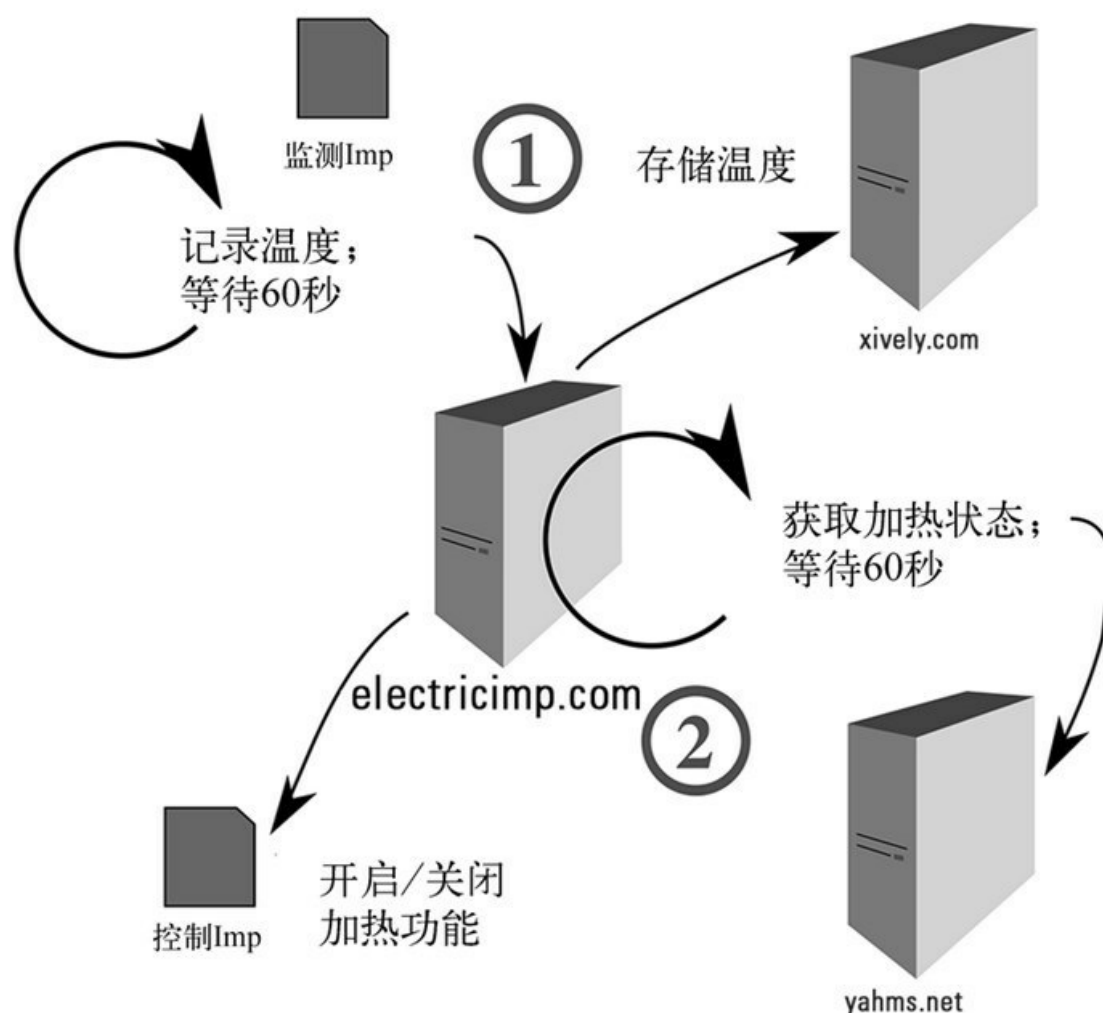 监测Imp
1
存储温度
记录温度；
等待60秒
xively.com
获取加热状态；
等待60秒
electricimp.com
2
开启/关闭
加热功能
控制Imp
yahms.net